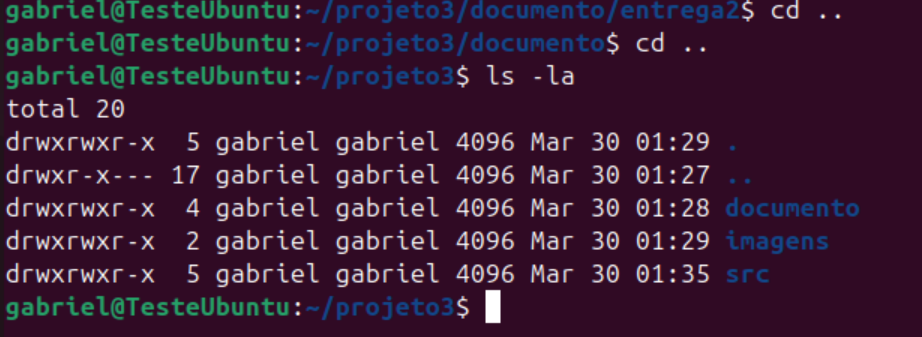 gabriel@TesteUbuntu:~/projeto3/documento/entrega2$ cd ..
gabriel@TesteUbuntu:~/projeto3/documento$ cd ..
gabriel@TesteUbuntu:~/projeto3$ ls -la
total 20
drwxrwxr-x  5 gabriel gabriel 4096 Mar 30 01:29 .
drwxr-x--- 17 gabriel gabriel 4096 Mar 30 01:27 ..
drwxrwxr-x  4 gabriel gabriel 4096 Mar 30 01:28 documento
drwxrwxr-x  2 gabriel gabriel 4096 Mar 30 01:29 imagens
drwxrwxr-x  5 gabriel gabriel 4096 Mar 30 01:35 src
gabriel@TesteUbuntu:~/projeto3$